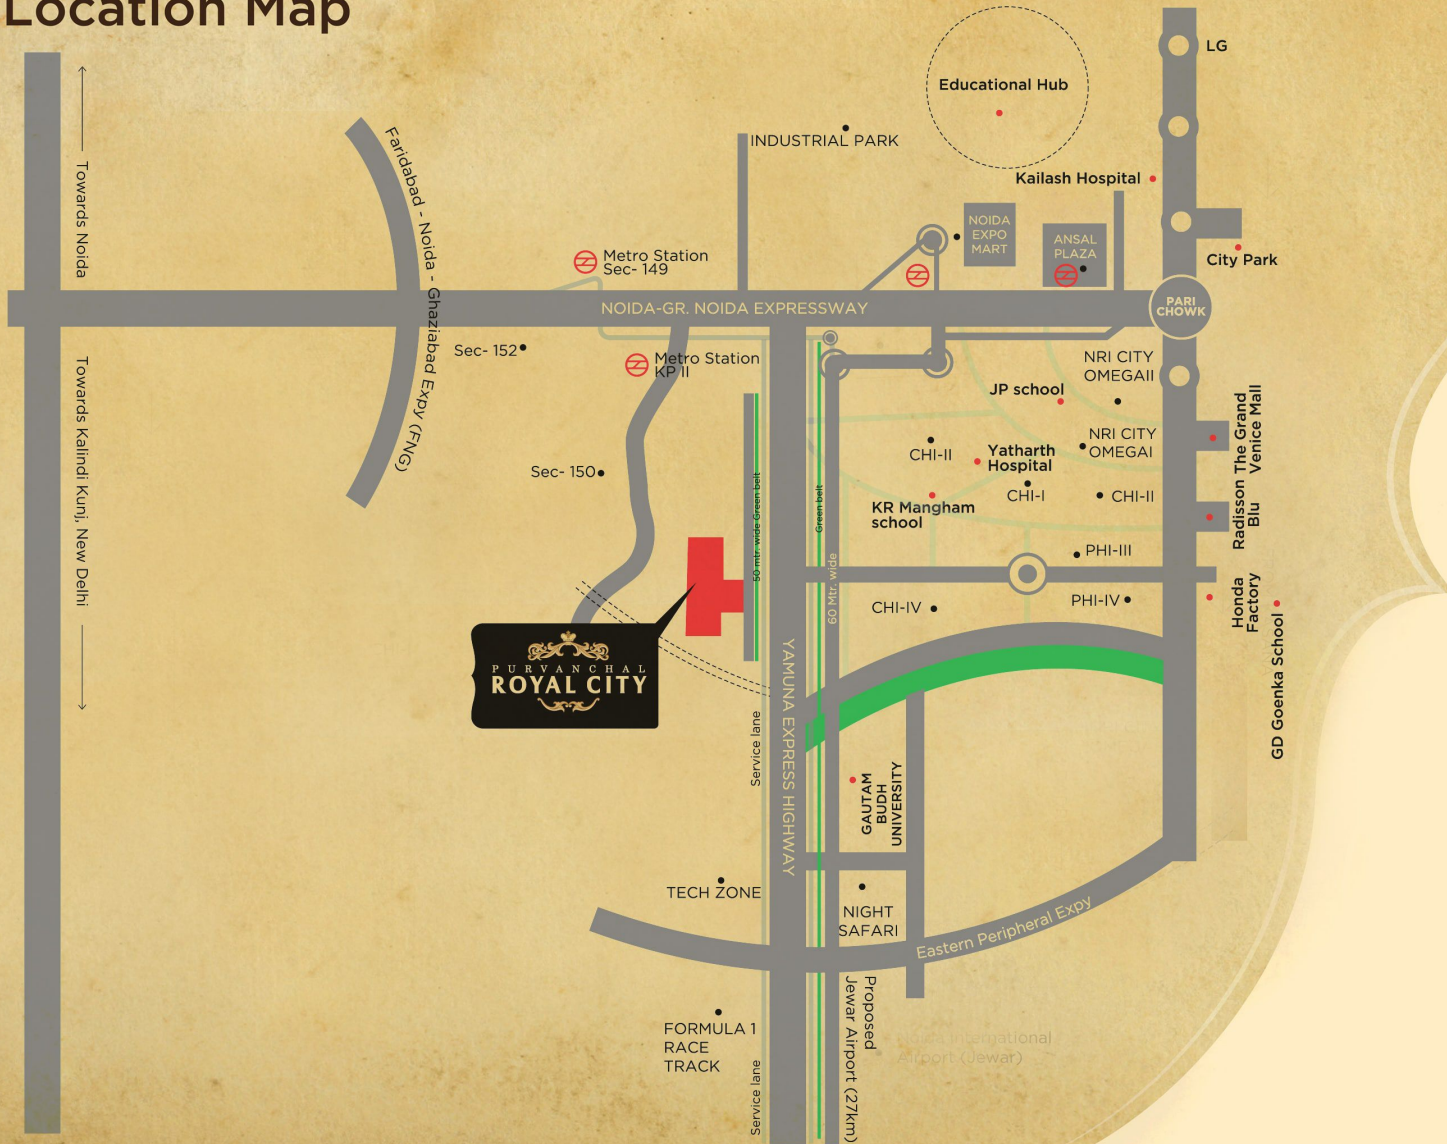 Location Map
LG
Educational Hub
INDUSTRIAL PARK
Kailash Hospital
Towards Noida
Faridabad - Noida - Ghaziabad Expy (FNG)
NOIDA
EXPO
MART
ANSAL
PLAZA
City Park
Metro Station
Sec- 149
NOIDA-GR. NOIDA EXPRESSWAY
PARI
CHOWK
Sec- 152
Metro Station
KP II
NRI CITY
OMEGAII
JP school
Towards Kalindi Kunj, New Delhi
The Grand
Venice Mall
NRI CITY
OMEGAI
CHI-II
Yatharth
Hospital
Sec- 150
CHI-I
CHI-II
KR Mangham
school
Radisson
Blu
50 mtr. wide Green belt
Green belt
60 Mtr. wide
PHI-III
CHI-IV
PHI-IV
Honda
Factory
GD Goenka School
PURVANCHAL
ROYAL CITY
YAMUNA EXPRESS HIGHWAY
Service lane
GAUTAM
BUDH
UNIVERSITY
TECH ZONE
NIGHT
SAFARI
Eastern Peripheral Expy
FORMULA 1
RACE
TRACK
Service lane
Proposed
Jewar Airport (27km)
Noida International
Airport (Jewar)